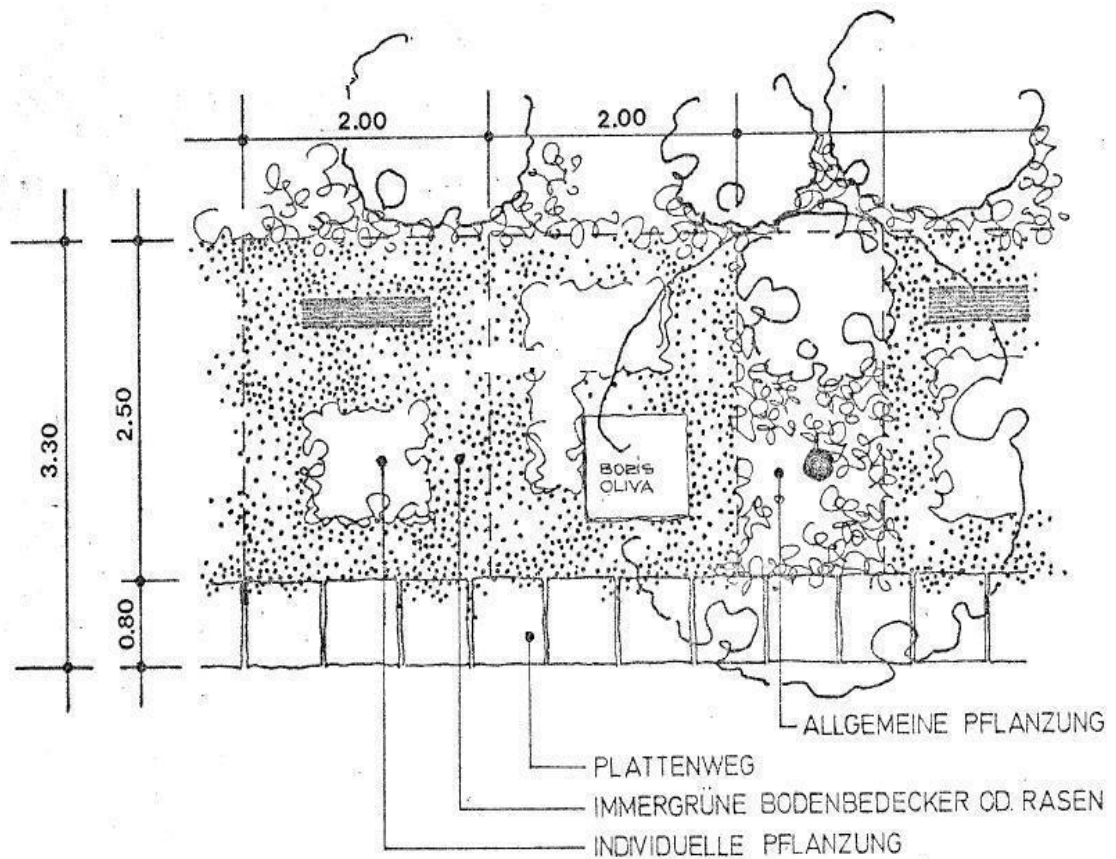 2.00 2.00
3.30
2.50
0.80
BORIS
OLIVA
ALLGEMEINE PFLANZUNG
PLATTENWEG
IMMERGRÜNE BODENBEDECKER OD. RASEN
INDIVIDUELLE PFLANZUNG